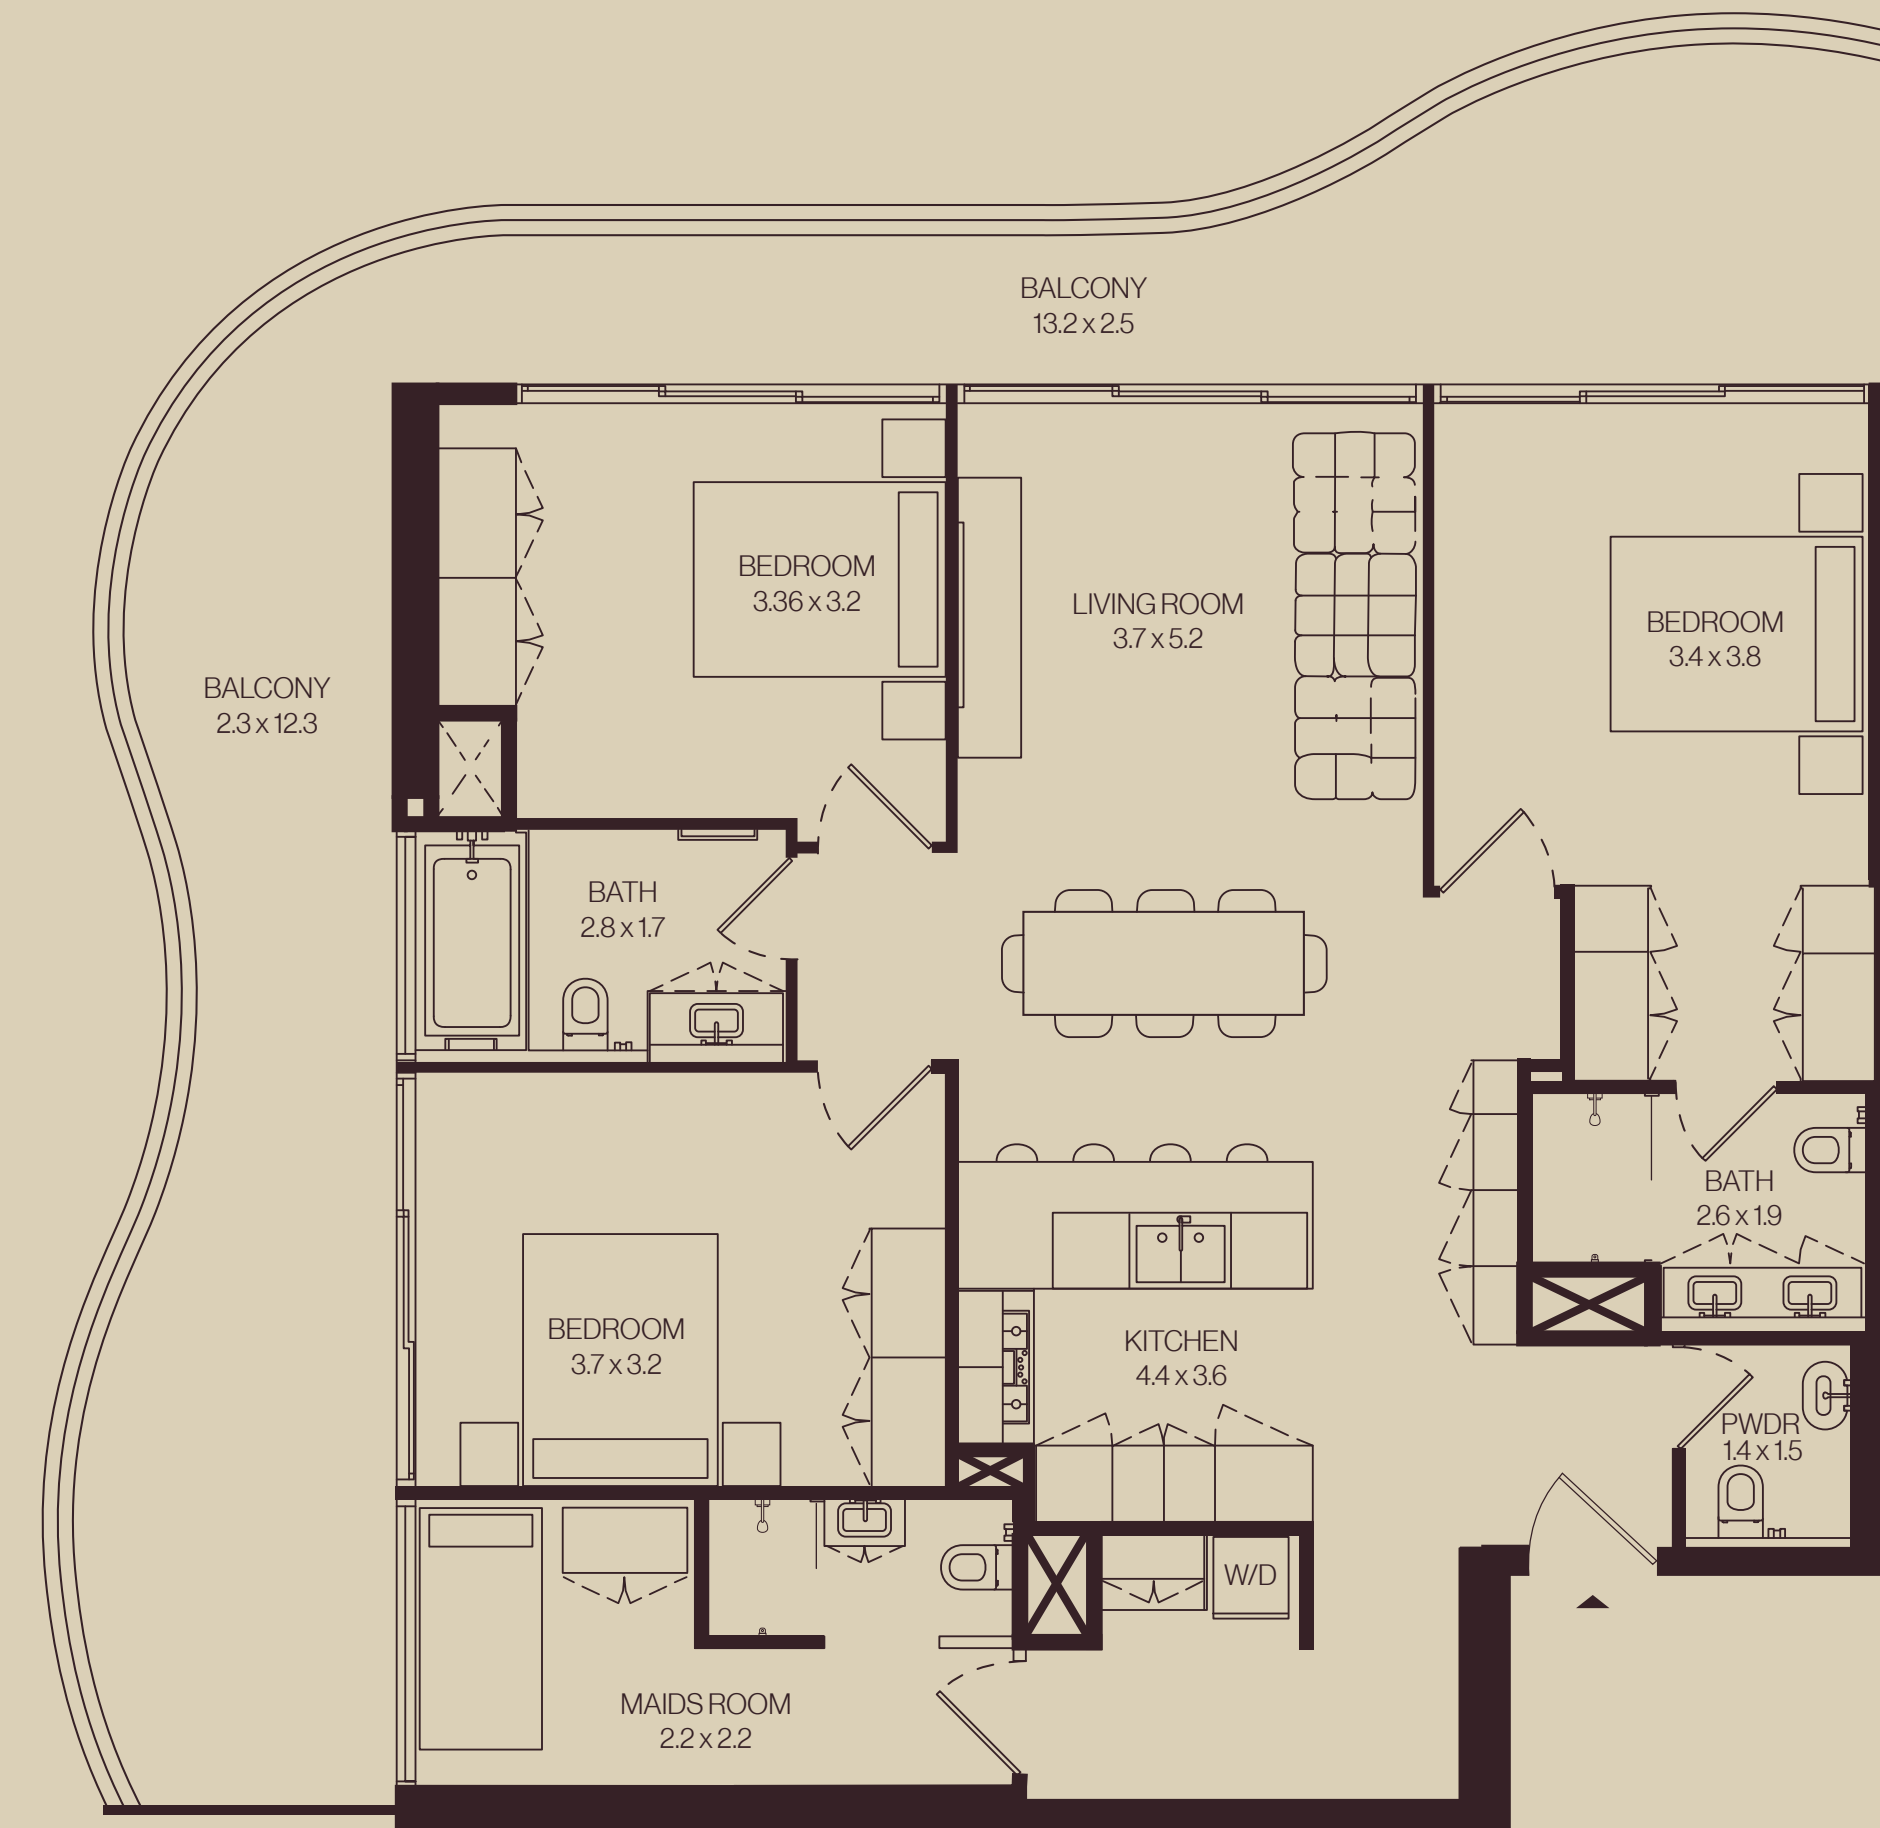 BALCONY
13.2 x 2.5
BEDROOM
3.36 x 3.2
LIVING ROOM
3.7 x 5.2
BEDROOM
3.4 x 3.8
BALCONY
2.3 x 12.3
BATH
2.8 x 1.7
BATH
2.6 x 1.9
BEDROOM
3.7 x 3.2
KITCHEN
4.4 x 3.6
PWDR
1.4 x 1.5
W/D
MAIDS ROOM
2.2 x 2.2